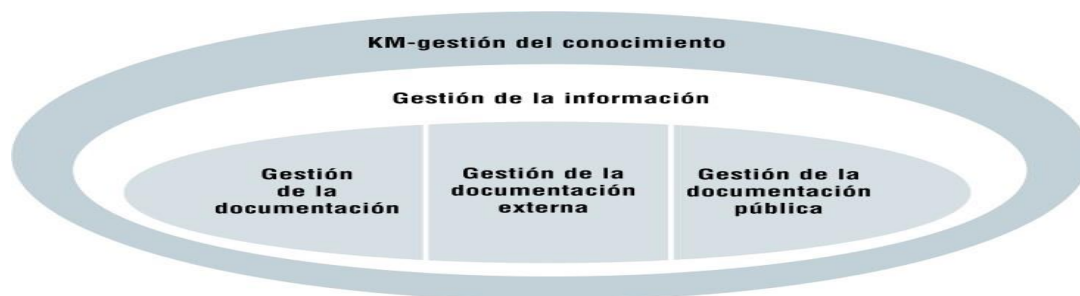 KM-gestión del conocimiento
Gestión de la información
Gestión
de la
documentación
Gestión de la
documentación
externa
Gestión de la
documentación
pública